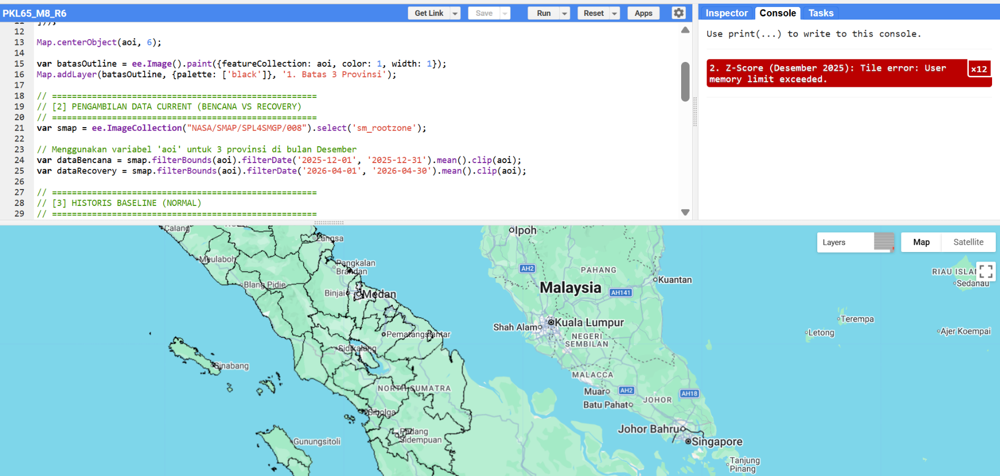 PKL65_M8_R6
Get Link
Save
Run
Reset
Apps
Inspector
Console
Tasks
11 ]));
12
13 Map.centerObject(aoi, 6);
14
15 var batasOutline = ee.Image().paint({featureCollection: aoi, color: 1, width: 1});
16 Map.addLayer(batasOutline, {palette: ['black']}, '1. Batas 3 Provinsi');
17
18 // ======================================================
19 // [2] PENGAMBILAN DATA CURRENT (BENCANA VS RECOVERY)
20 // ======================================================
21 var smap = ee.ImageCollection("NASA/SMAP/SPL4SMGP/008").select('sm_rootzone');
22
23 // Menggunakan variabel 'aoi' untuk 3 provinsi di bulan Desember
24 var dataBencana = smap.filterBounds(aoi).filterDate('2025-12-01', '2025-12-31').mean().clip(aoi);
25 var dataRecovery = smap.filterBounds(aoi).filterDate('2026-04-01', '2026-04-30').mean().clip(aoi);
26
27 // ======================================================
28 // [3] HISTORIS BASELINE (NORMAL)
29 // ======================================================
Use print(...) to write to this console.
2. Z-Score (Desember 2025): Tile error: User
memory limit exceeded.
×12
Layers
Map
Satellite
Calang
Langsa
Meulaboh
Pangkalan
Brandan
Blang Pidie
Binjai
Medan
Pematangsiantar
Sidikalang
Sinabang
NORTH SUMATRA
Sibolga
Padang
Sidempuan
Gunungsitoli
Ipoh
AH2
PAHANG
Kuantan
Malaysia
AH141
Shah Alam
Kuala Lumpur
NEGERI
SEMBILAN
MALACCA
Muar
AH2
Batu Pahat
JOHOR
AH18
Johor Bahru
Singapore
Tanjung
Pinang
RIAU ISLA
Sedanau
Terempa
Letong
Ajer Koempai